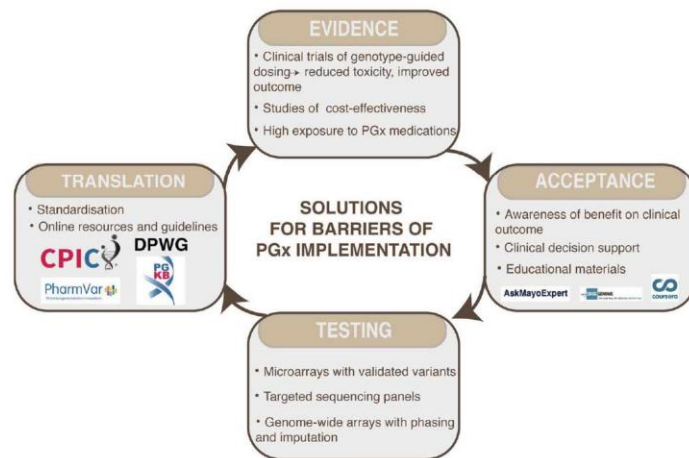 EVIDENCE
• Clinical trials of genotype-guided
dosing→ reduced toxicity, improved
outcome
• Studies of cost-effectiveness
• High exposure to PGx medications
TRANSLATION
• Standardisation
• Online resources and guidelines
CPIC
DPWG
PharmVar
PG
KB
SOLUTIONS
FOR BARRIERS OF
PGx IMPLEMENTATION
ACCEPTANCE
• Awareness of benefit on clinical
outcome
• Clinical decision support
• Educational materials
AskMayoExpert
coursera
TESTING
• Microarrays with validated variants
• Targeted sequencing panels
• Genome-wide arrays with phasing
and imputation